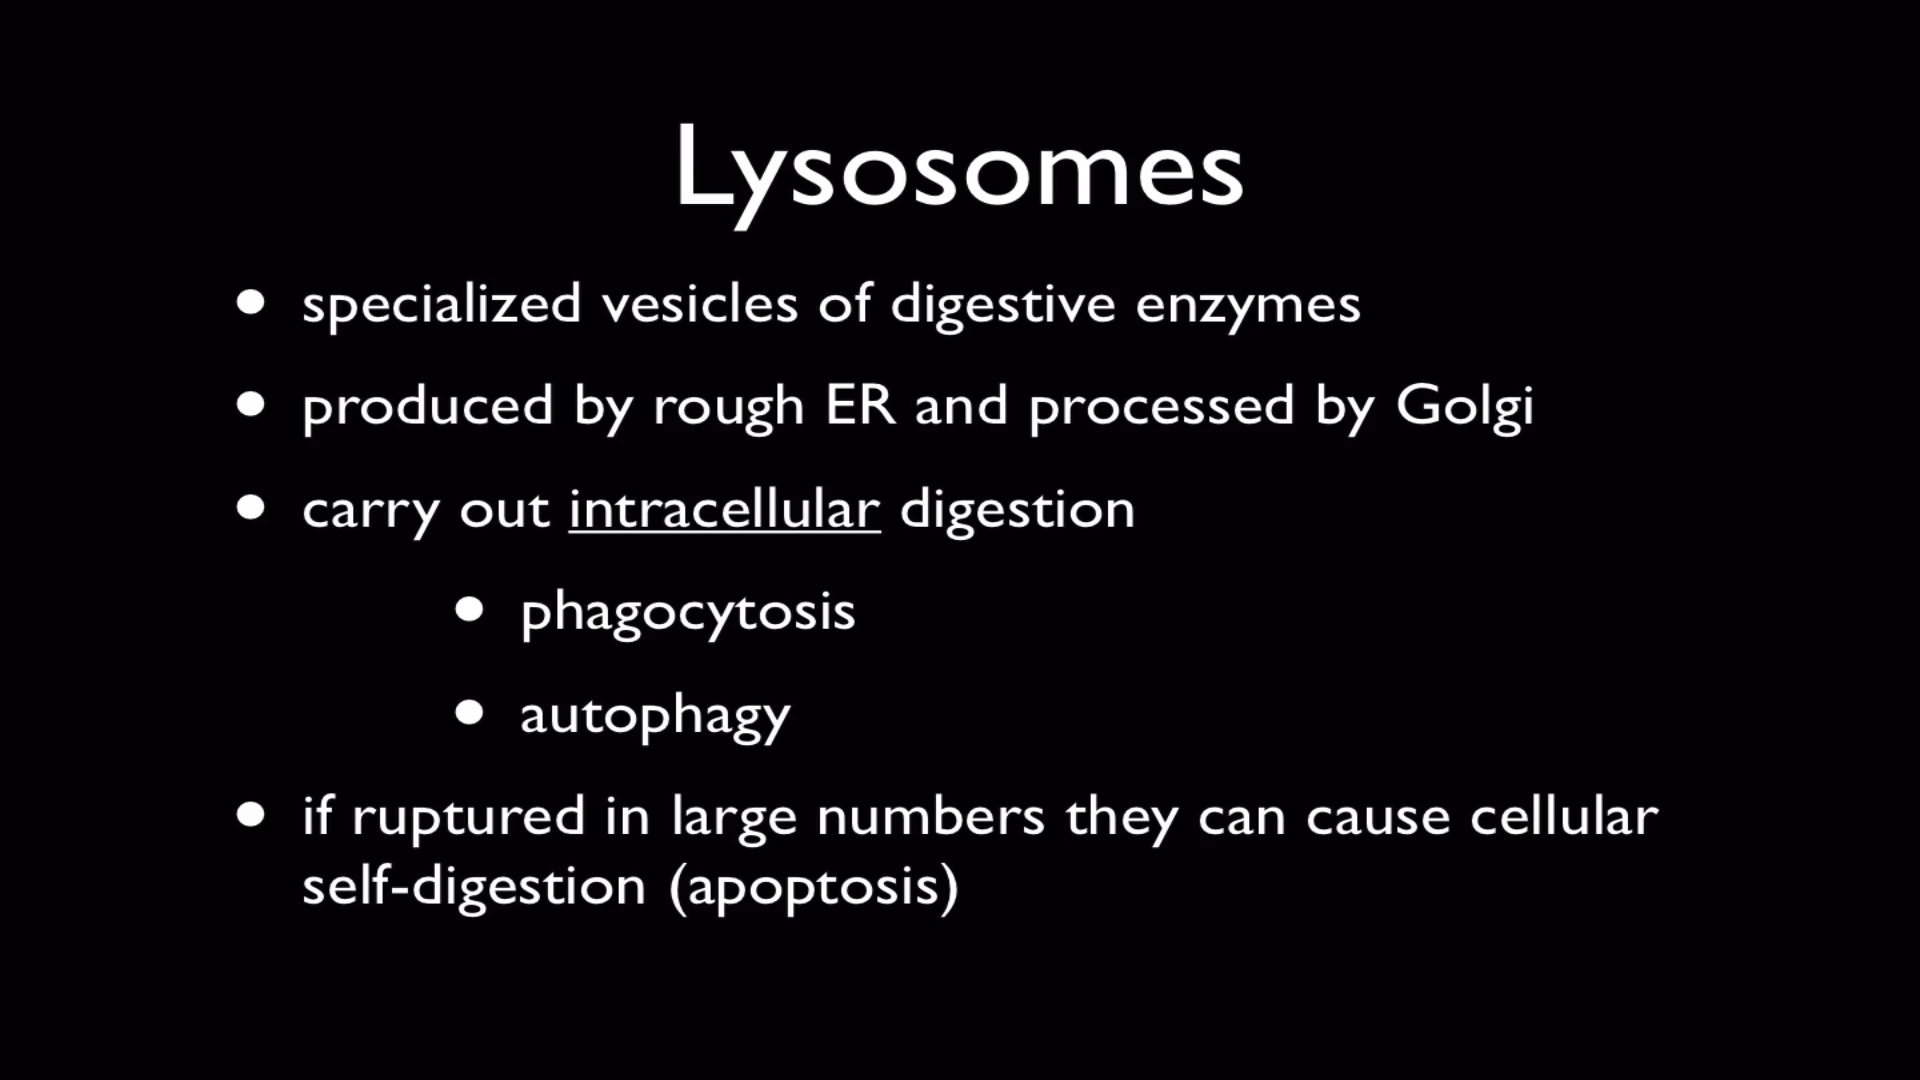 Lysosomes
• specialized vesicles of digestive enzymes
• produced by rough ER and processed by Golgi
• carry out intracellular digestion
• phagocytosis
• autophagy
• if ruptured in large numbers they can cause cellular
self-digestion (apoptosis)